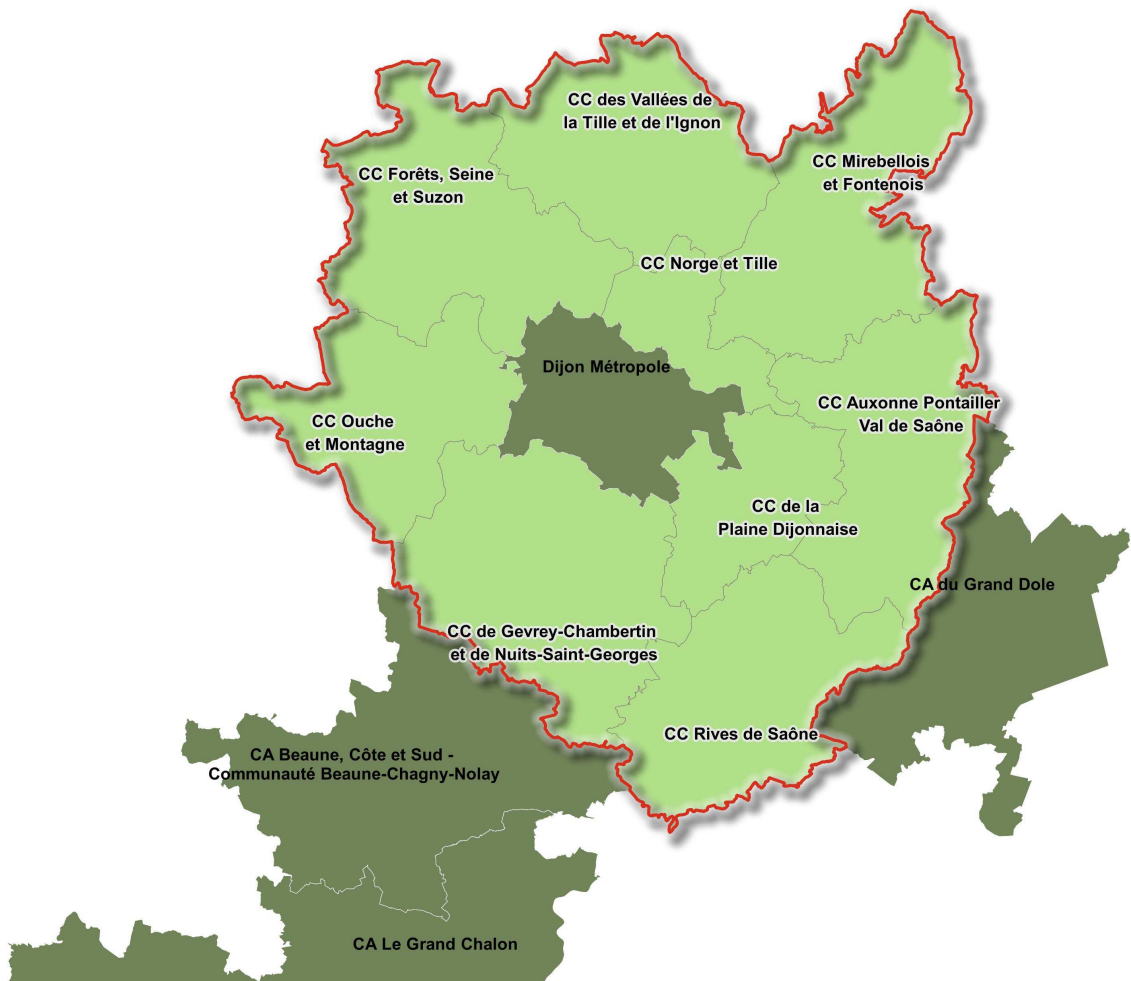 CC des Vallées de
la Tille et de l'Ignon
CC Mirebellois
et Fontenois
CC Forêts, Seine
et Suzon
CC Norge et Tille
Dijon Métropole
CC Auxonne Pontailler
Val de Saône
CC Ouche
et Montagne
CC de la
Plaine Dijonnaise
CA du Grand Dole
CC de Gevrey-Chambertin
et de Nuits-Saint-Georges
CC Rives de Saône
CA Beaune, Côte et Sud -
Communauté Beaune-Chagny-Nolay
CA Le Grand Chalon